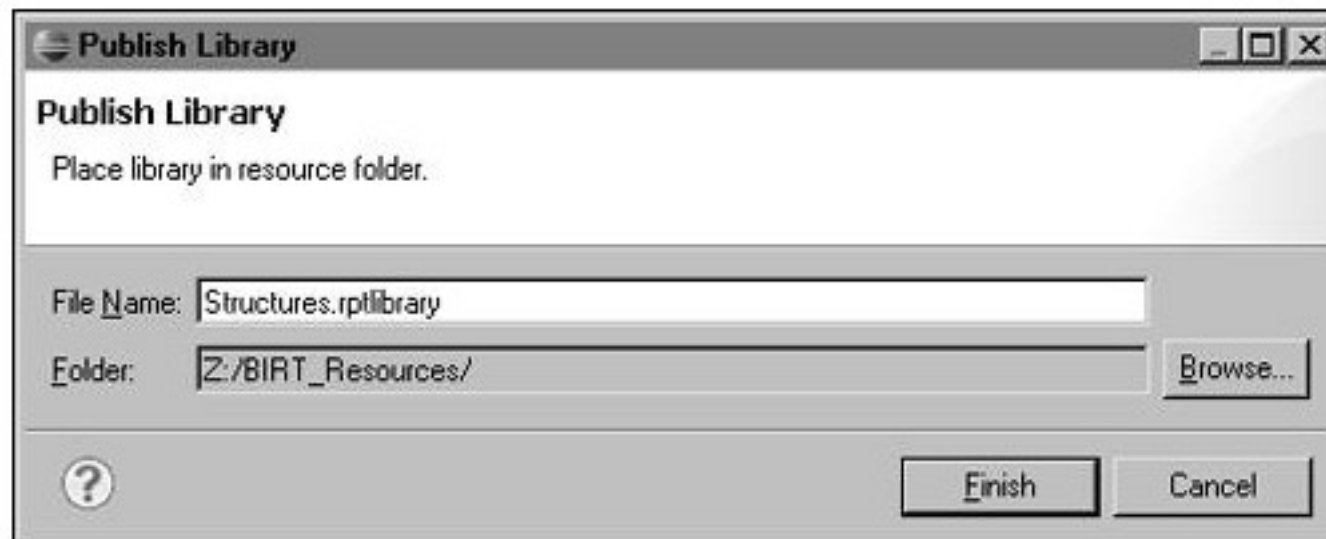 Publish Library
Publish Library
Place library in resource folder.
File Name: Structures.rptlibrary
Folder: Z:/BIRT_Resources/ Browse...
? Finish Cancel